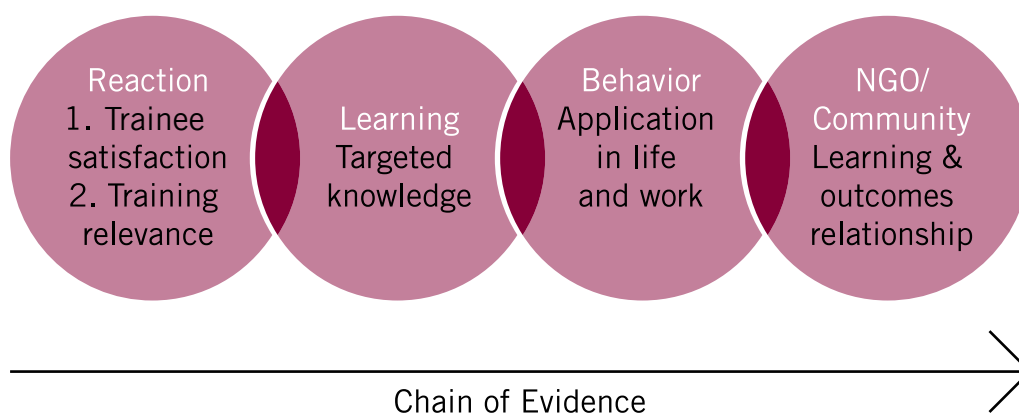 Reaction
1. Trainee
satisfaction
2. Training
relevance
Learning
Targeted
knowledge
Behavior
Application
in life
and work
NGO/
Community
Learning &
outcomes
relationship
Chain of Evidence